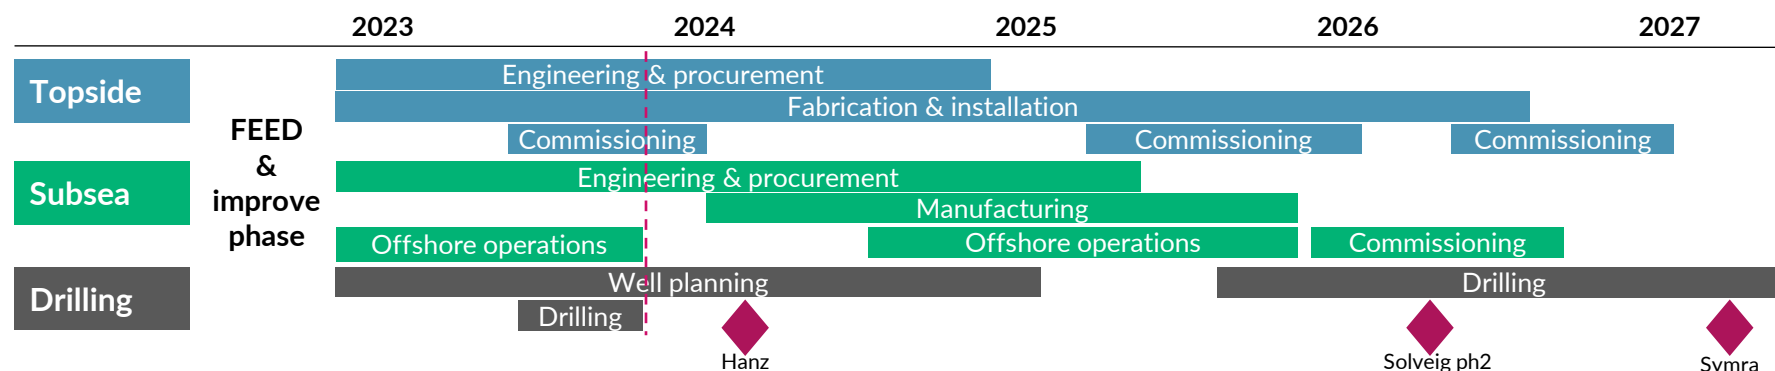 2023 2024 2025 2026 2027
Topside
FEED
&
improve
phase
Engineering & procurement
Fabrication & installation
Commissioning Commissioning Commissioning
Subsea
Engineering & procurement
Manufacturing
Offshore operations Offshore operations Commissioning
Drilling
Well planning Drilling
Drilling
Hanz Solveig ph2 Symra